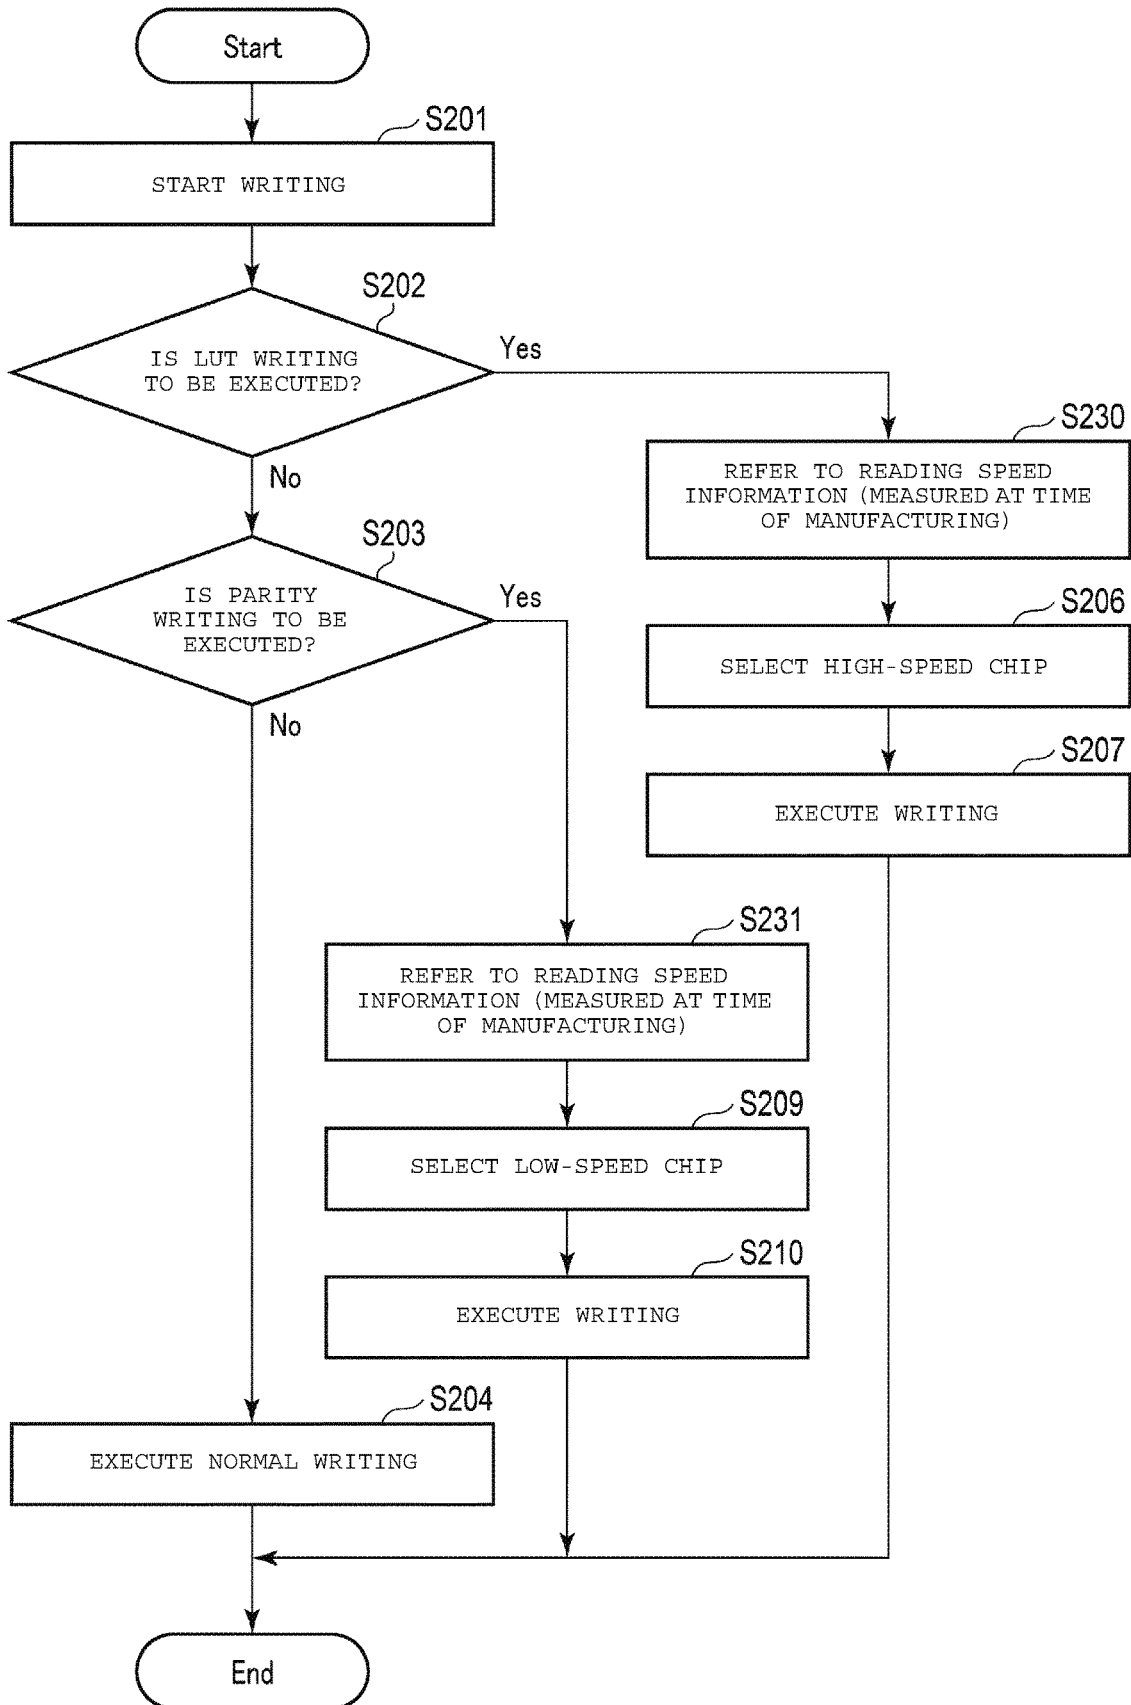 Start
S201
START WRITING
S202
IS LUT WRITING
TO BE EXECUTED?
Yes
No
S230
REFER TO READING SPEED
INFORMATION (MEASURED AT TIME
OF MANUFACTURING)
S203
IS PARITY
WRITING TO BE
EXECUTED?
Yes
No
S206
SELECT HIGH-SPEED CHIP
S207
EXECUTE WRITING
S231
REFER TO READING SPEED
INFORMATION (MEASURED AT TIME
OF MANUFACTURING)
S209
SELECT LOW-SPEED CHIP
S210
EXECUTE WRITING
S204
EXECUTE NORMAL WRITING
End